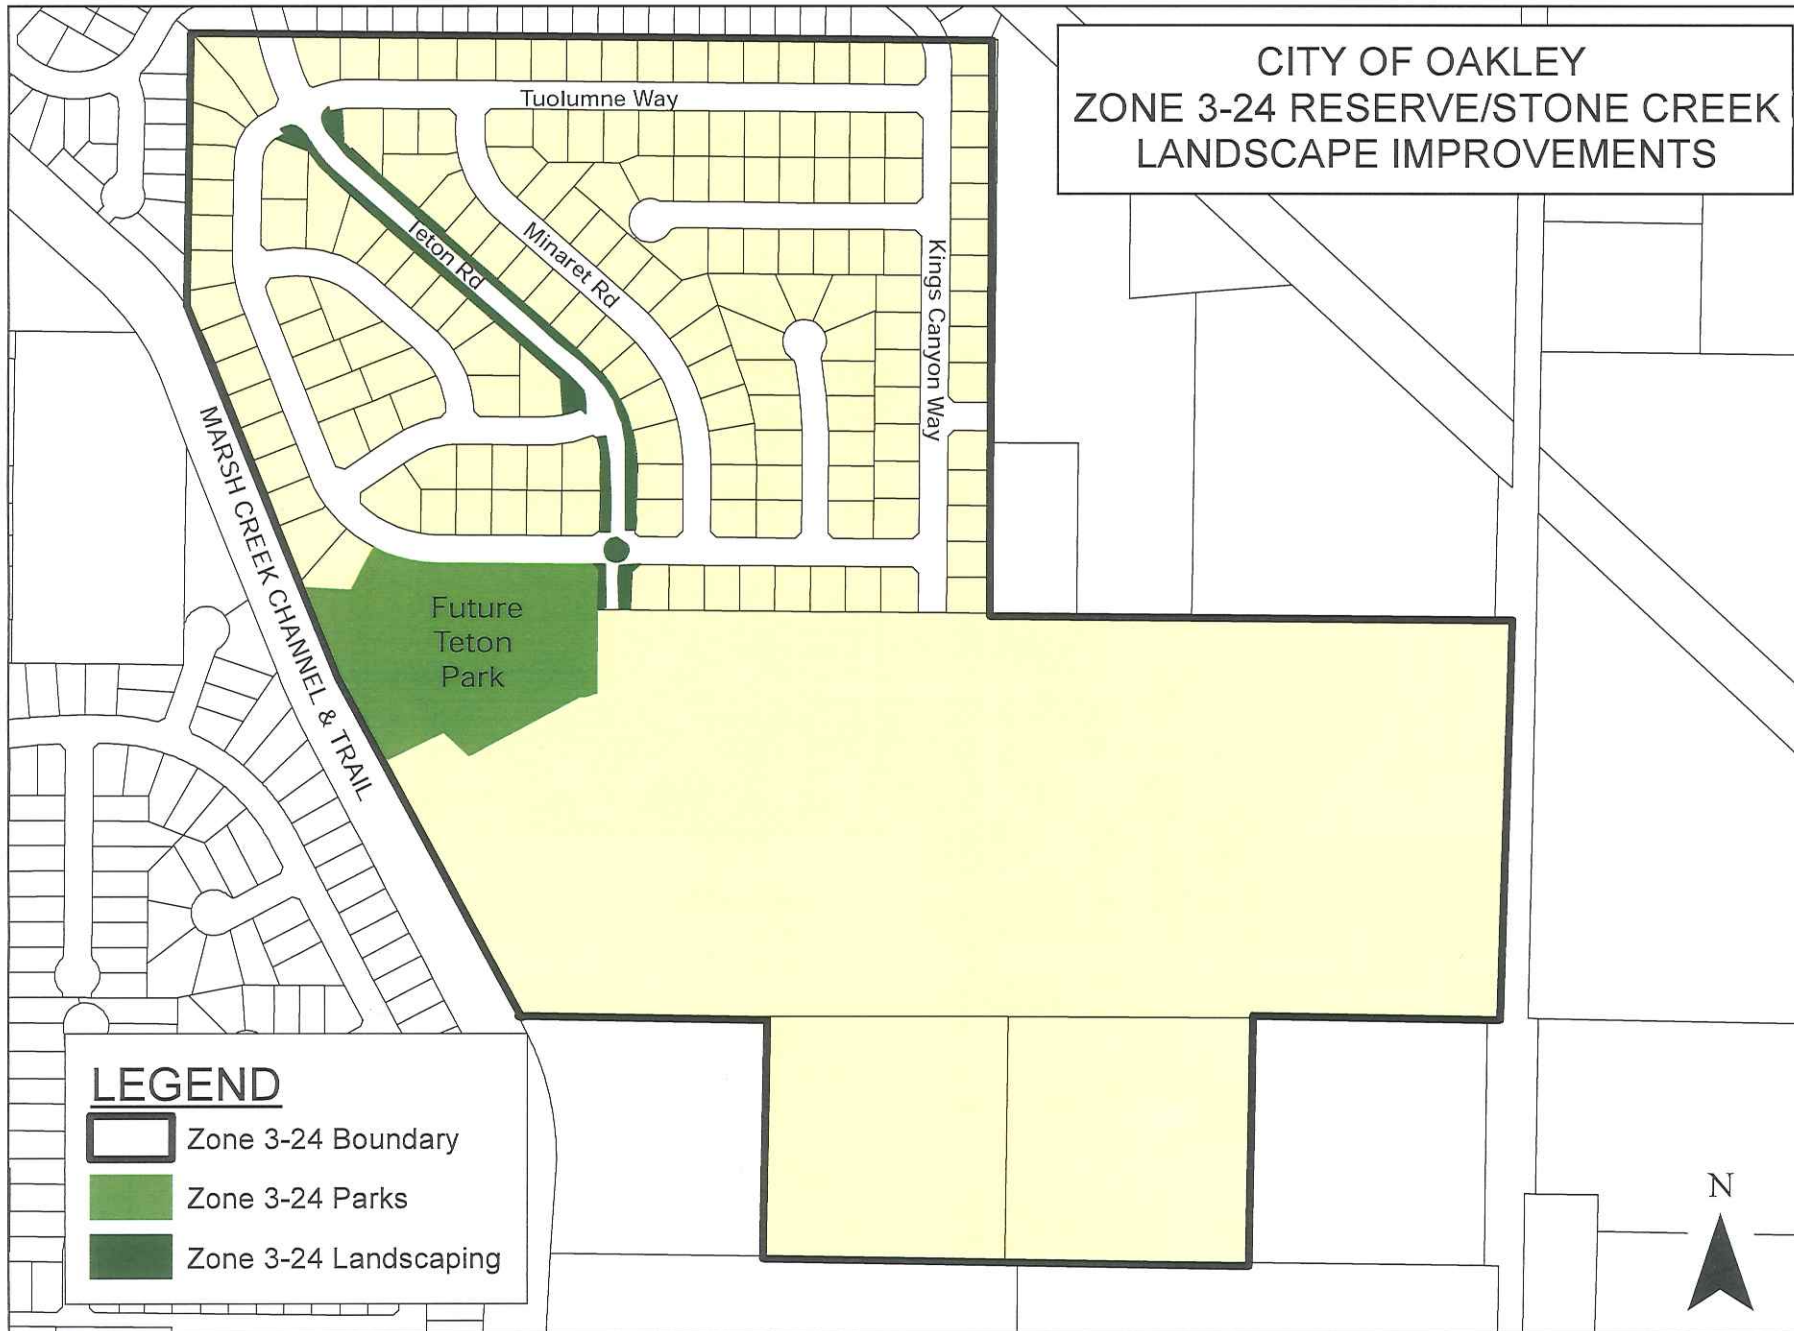 CITY OF OAKLEY
ZONE 3-24 RESERVE/STONE CREEK
LANDSCAPE IMPROVEMENTS
Tuolumne Way
Teton Rd
Minaret Rd
Kings Canyon Way
MARSH CREEK CHANNEL & TRAIL
Future
Teton
Park
LEGEND
Zone 3-24 Boundary
Zone 3-24 Parks
Zone 3-24 Landscaping
N